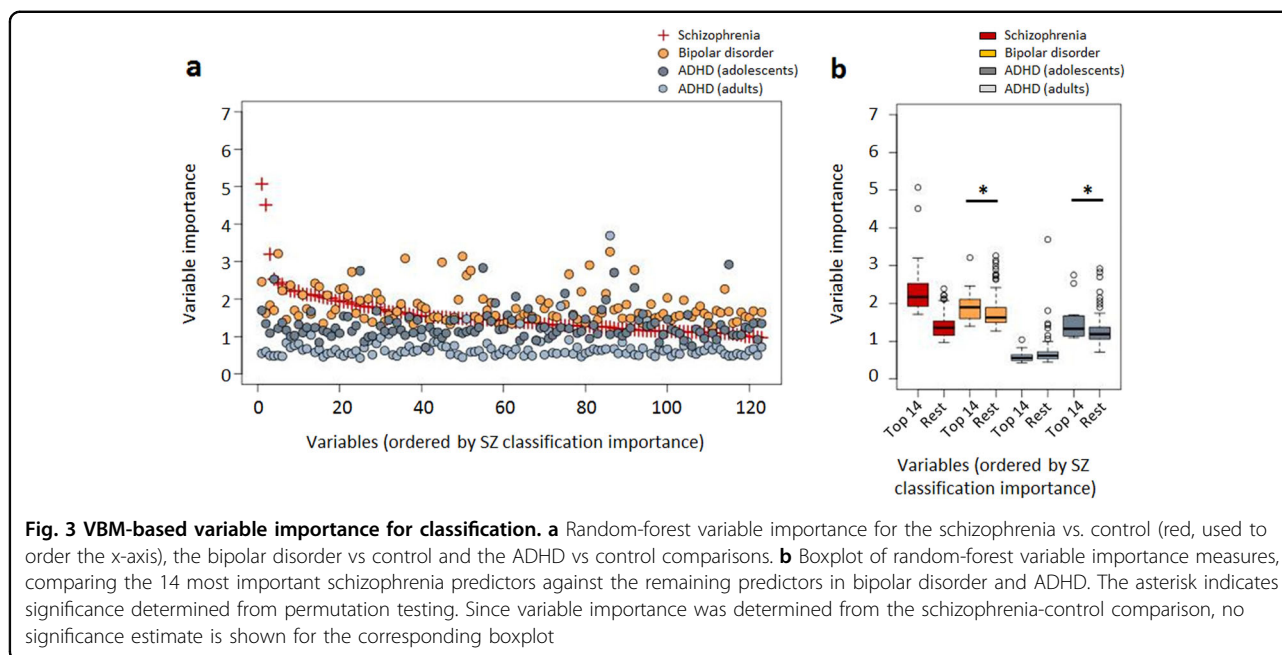 a
Schizophrenia
Bipolar disorder
ADHD (adolescents)
ADHD (adults)
Variable importance
7
6
5
4
3
2
1
0
0 20 40 60 80 100 120
Variables (ordered by SZ classification importance)
b
Schizophrenia
Bipolar disorder
ADHD (adolescents)
ADHD (adults)
Variable importance
7
6
5
4
3
2
1
0
* *
Top 14 Rest Top 14 Rest Top 14 Rest Top 14 Rest
Variables (ordered by SZ
classification importance)
Fig. 3 VBM-based variable importance for classification. a Random-forest variable importance for the schizophrenia vs. control (red, used to
order the x-axis), the bipolar disorder vs control and the ADHD vs control comparisons. b Boxplot of random-forest variable importance measures,
comparing the 14 most important schizophrenia predictors against the remaining predictors in bipolar disorder and ADHD. The asterisk indicates
significance determined from permutation testing. Since variable importance was determined from the schizophrenia-control comparison, no
significance estimate is shown for the corresponding boxplot